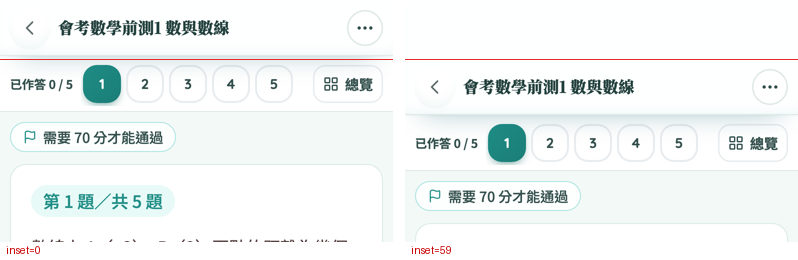 會考數學前測1 數與數線
已作答 0 / 5 1 2 3 4 5 總覽
需要 70 分才能通過
第 1 題／共 5 題
inset=0
會考數學前測1 數與數線
已作答 0 / 5 1 2 3 4 5 總覽
需要 70 分才能通過
inset=59